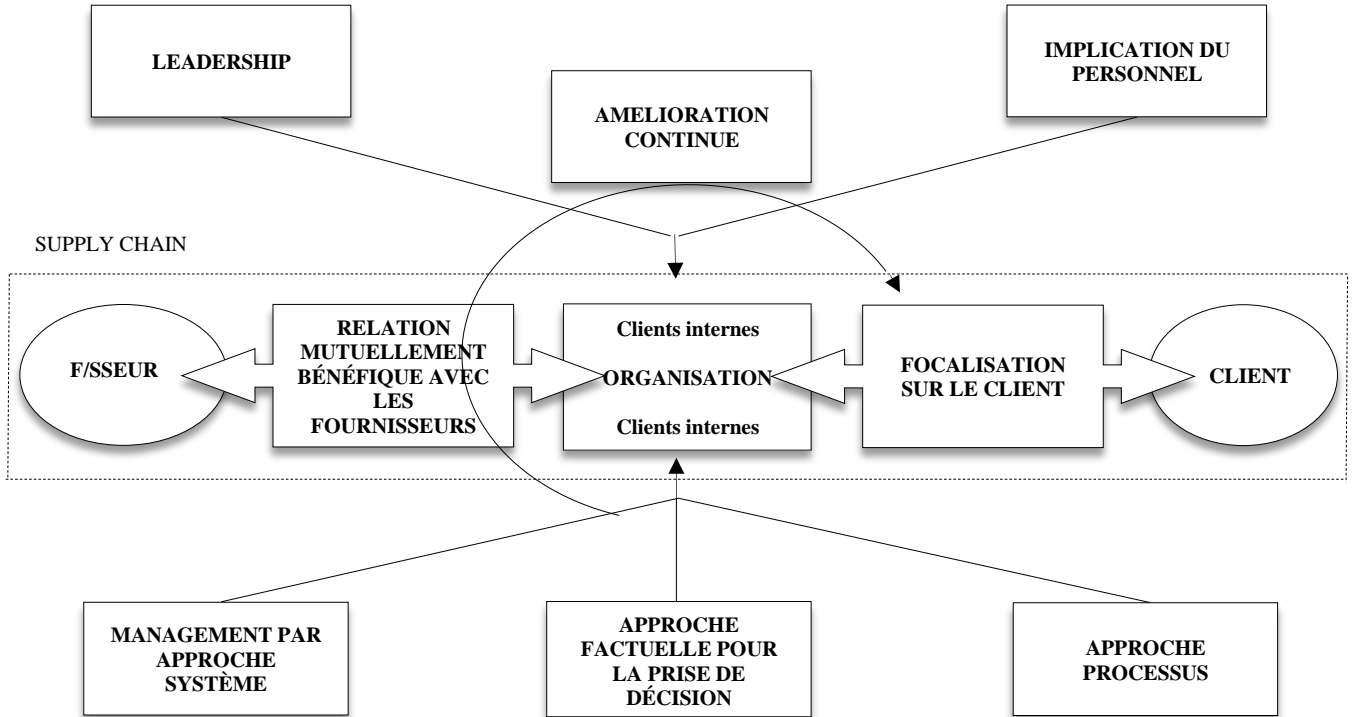 LEADERSHIP
IMPLICATION DU
PERSONNEL
AMELIORATION
CONTINUE
SUPPLY CHAIN
F/SSEUR
RELATION
MUTUELLEMENT
BÉNÉFIQUE AVEC
LES
FOURNISSEURS
Clients internes
ORGANISATION
Clients internes
FOCALISATION
SUR LE CLIENT
CLIENT
MANAGEMENT PAR
APPROCHE
SYSTÈME
APPROCHE
FACTUELLE POUR
LA PRISE DE
DÉCISION
APPROCHE
PROCESSUS